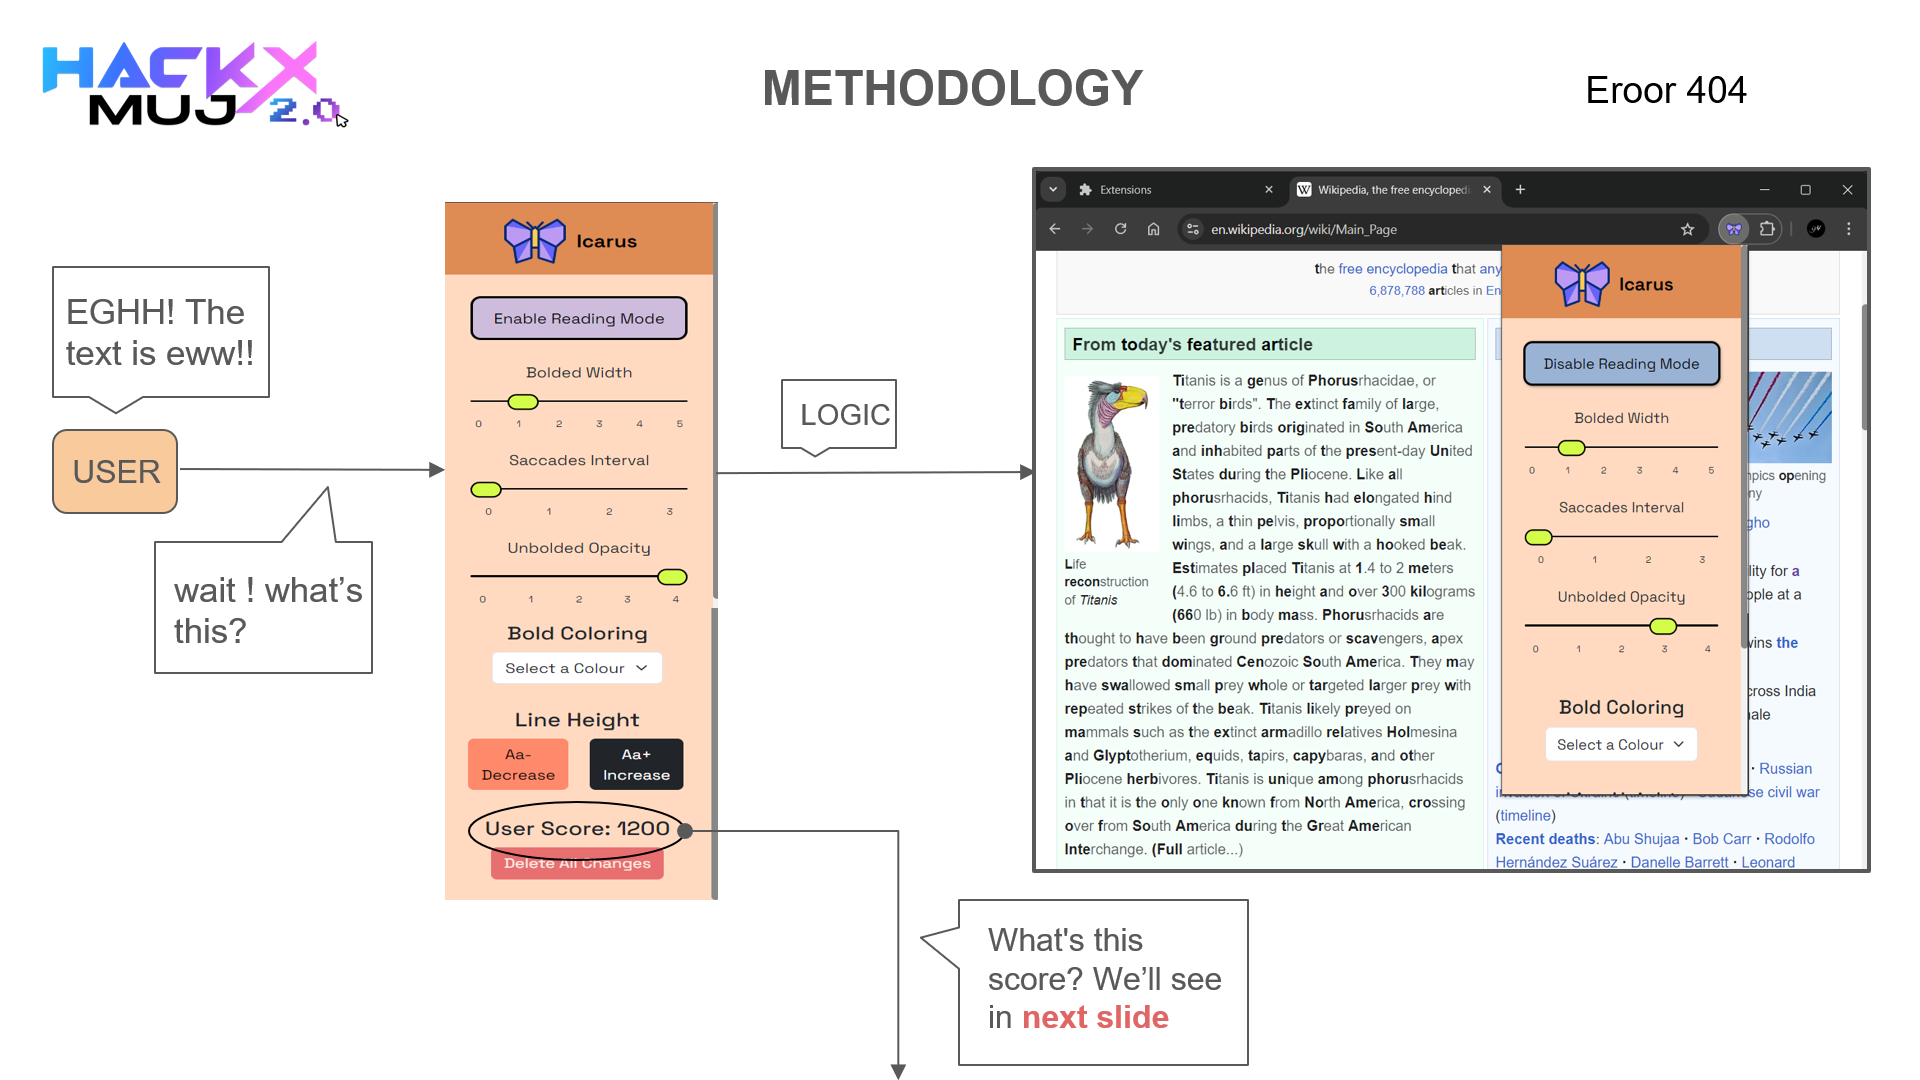 HACKX
MUJ 2.0
METHODOLOGY
Eroor 404
EGHH! The
text is eww!!
USER
wait ! what's
this?
Icarus
Enable Reading Mode
Bolded Width
0 1 2 3 4 5
Saccades Interval
0 1 2 3
Unbolded Opacity
0 1 2 3 4
Bold Coloring
Select a Colour
Line Height
Aa-
Decrease
Aa+
Increase
User Score: 1200
Delete All Changes
LOGIC
Extensions
Wikipedia, the free encycloped
en.wikipedia.org/wiki/Main_Page
the free encyclopedia that any
6,878,788 articles in En
From today's featured article
Titanis is a genus of Phorusrhacidae, or
"terror birds". The extinct family of large,
predatory birds originated in South America
and inhabited parts of the present-day United
States during the Pliocene. Like all
phorusrhacids, Titanis had elongated hind
limbs, a thin pelvis, proportionally small
wings, and a large skull with a hooked beak.
Estimates placed Titanis at 1.4 to 2 meters
(4.6 to 6.6 ft) in height and over 300 kilograms
(660 lb) in body mass. Phorusrhacids are
thought to have been ground predators or scavengers, apex
predators that dominated Cenozoic South America. They may
have swallowed small prey whole or targeted larger prey with
repeated strikes of the beak. Titanis likely preyed on
mammals such as the extinct armadillo relatives Holmesina
and Glyptotherium, equids, tapirs, capybaras, and other
Pliocene herbivores. Titanis is unique among phorusrhacids
in that it is the only one known from North America, crossing
over from South America during the Great American
Interchange. (Full article...)
Life
reconstruction
of Titanis
Icarus
Disable Reading Mode
Bolded Width
0 1 2 3 4 5
Saccades Interval
0 1 2 3
Unbolded Opacity
0 1 2 3 4
Bold Coloring
Select a Colour
mpics opening
ny
gho
lity for a
ople at a
wins the
cross India
nale
· Russian
civil war
(timeline)
Recent deaths: Abu Shujaa · Bob Carr · Rodolfo
Hernández Suárez · Danelle Barrett · Leonard
What's this
score? We'll see
in next slide